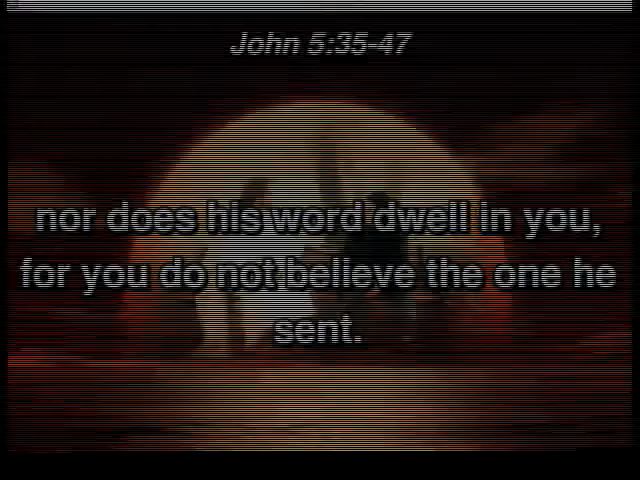 John 5:35-47
nor does his word dwell in you,
for you do not believe the one he
sent.